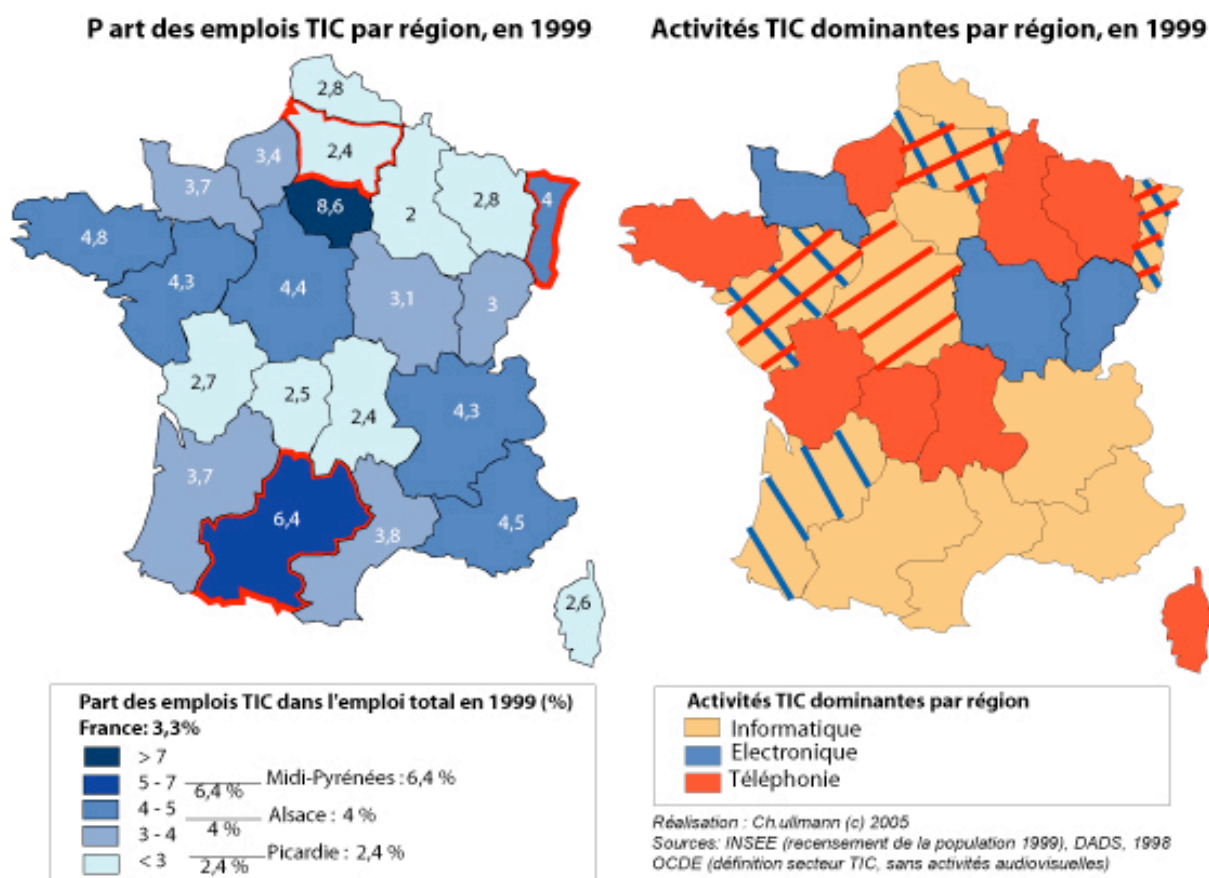 P art des emplois TIC par région, en 1999
2,8
2,4
3,4
3,7
8,6
2
2,8
4
4,8
4,3
4,4
3,1
3
2,7
2,5
2,4
4,3
3,7
6,4
3,8
4,5
2,6
Part des emplois TIC dans l'emploi total en 1999 (%)
France: 3,3%
> 7
5 - 7
6,4 %
Midi-Pyrénées : 6,4 %
4 - 5
4 %
Alsace : 4 %
3 - 4
2,4 %
Picardie : 2,4 %
< 3
Activités TIC dominantes par région, en 1999
Activités TIC dominantes par région
Informatique
Electronique
Téléphonie
Réalisation : Ch.ullmann (c) 2005
Sources: INSEE (recensement de la population 1999), DADS, 1998
OCDE (définition secteur TIC, sans activités audiovisuelles)